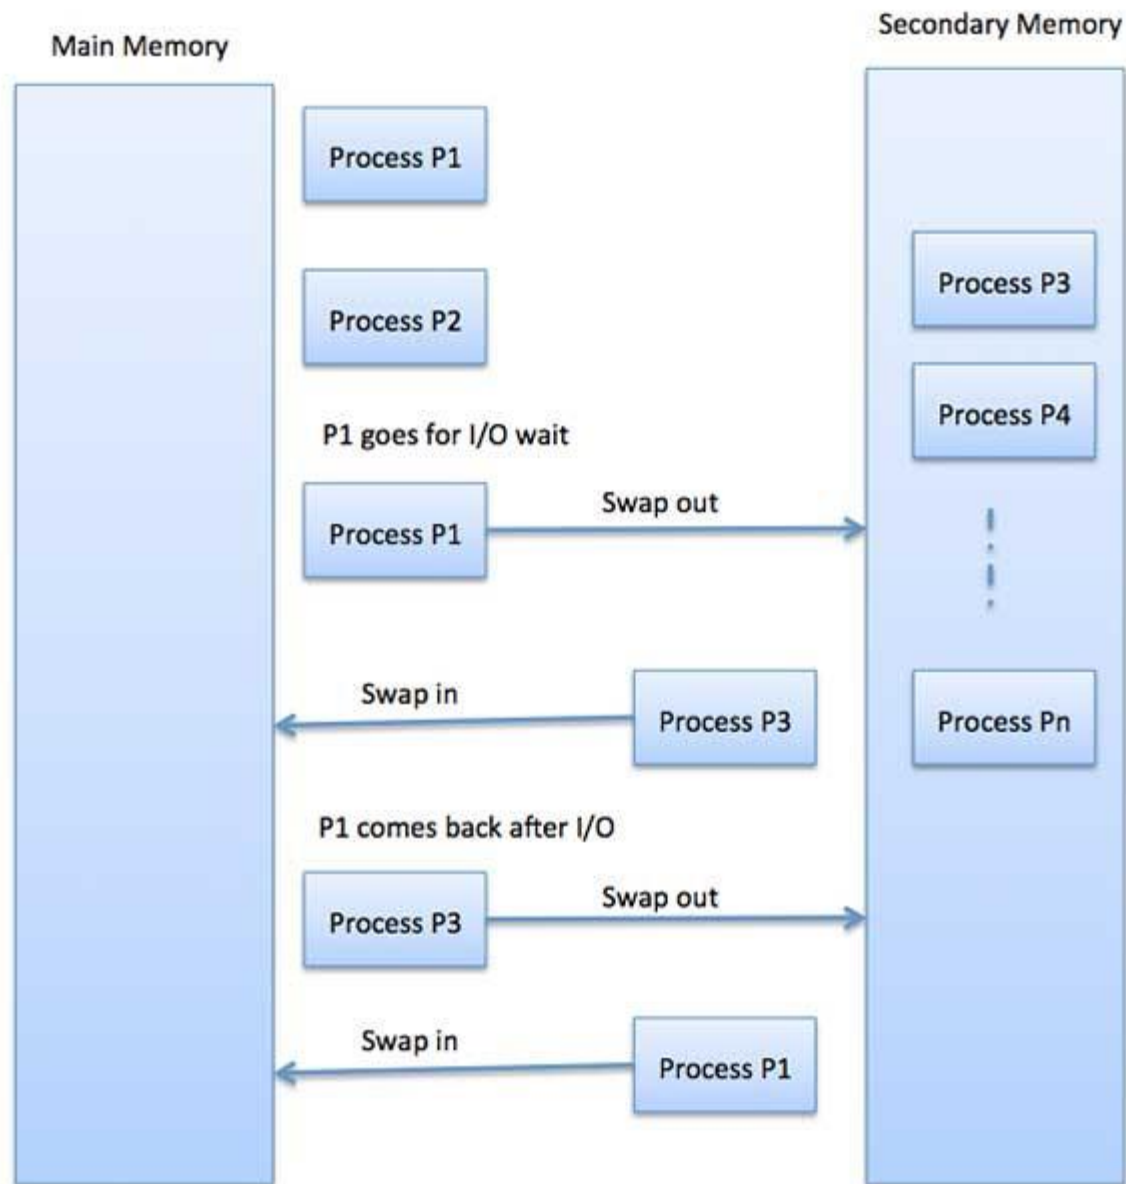 Main Memory
Secondary Memory
Process P1
Process P3
Process P2
Process P4
P1 goes for I/O wait
Swap out
Process P1
Swap in
Process P3
Process Pn
P1 comes back after I/O
Swap out
Process P3
Swap in
Process P1